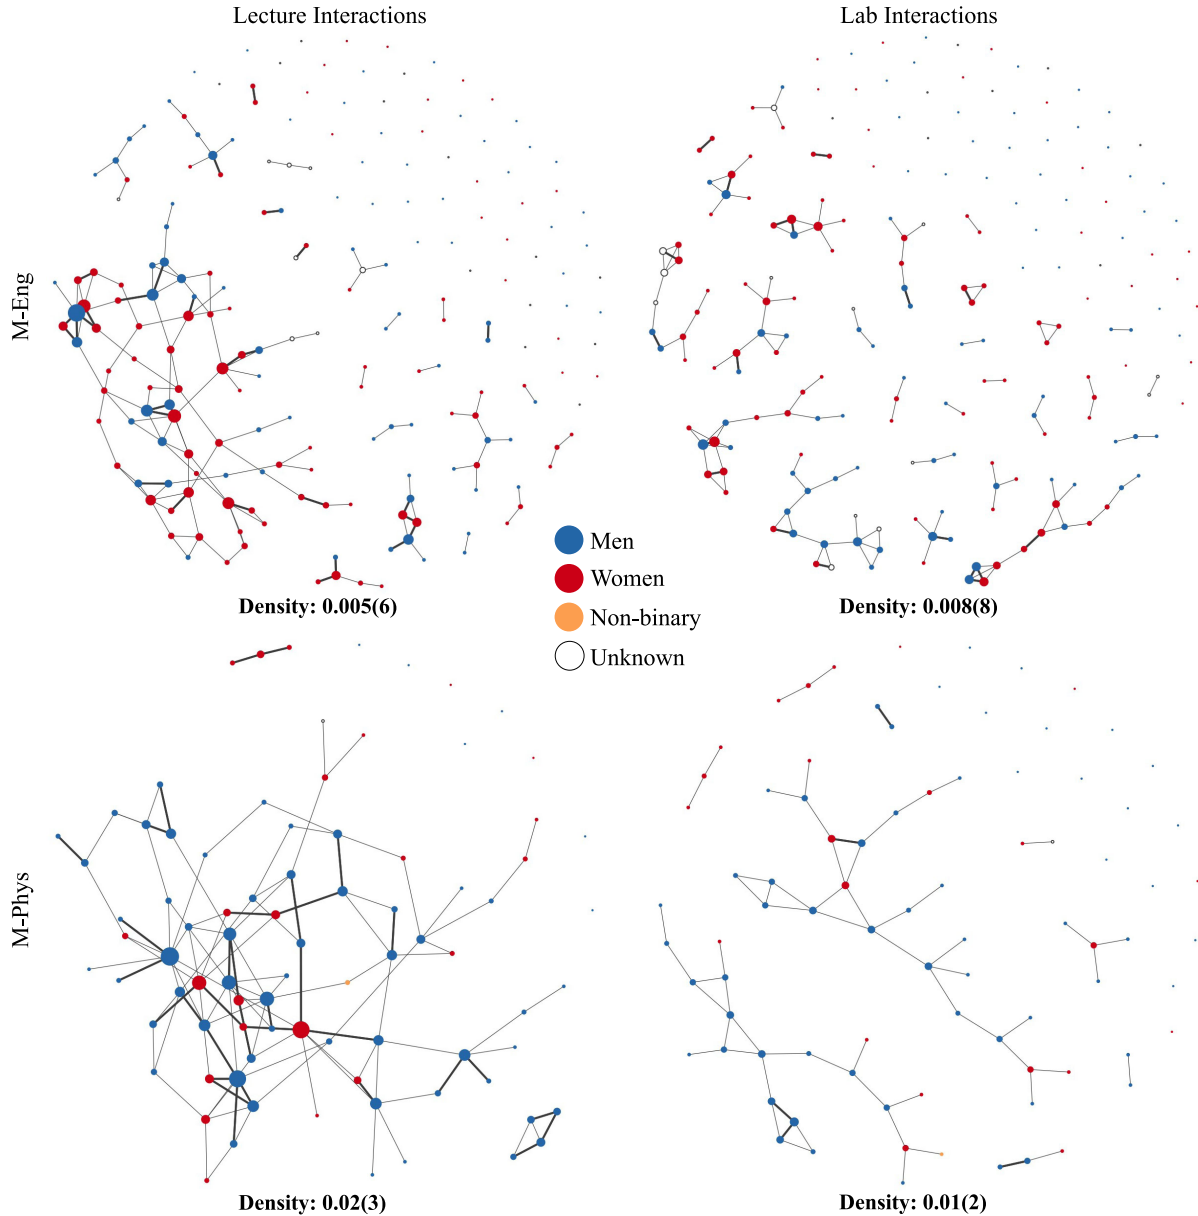 Lecture Interactions
Lab Interactions
M-Eng
Men
Women
Non-binary
Unknown
Density: 0.005(6)
Density: 0.008(8)
M-Phys
Density: 0.02(3)
Density: 0.01(2)